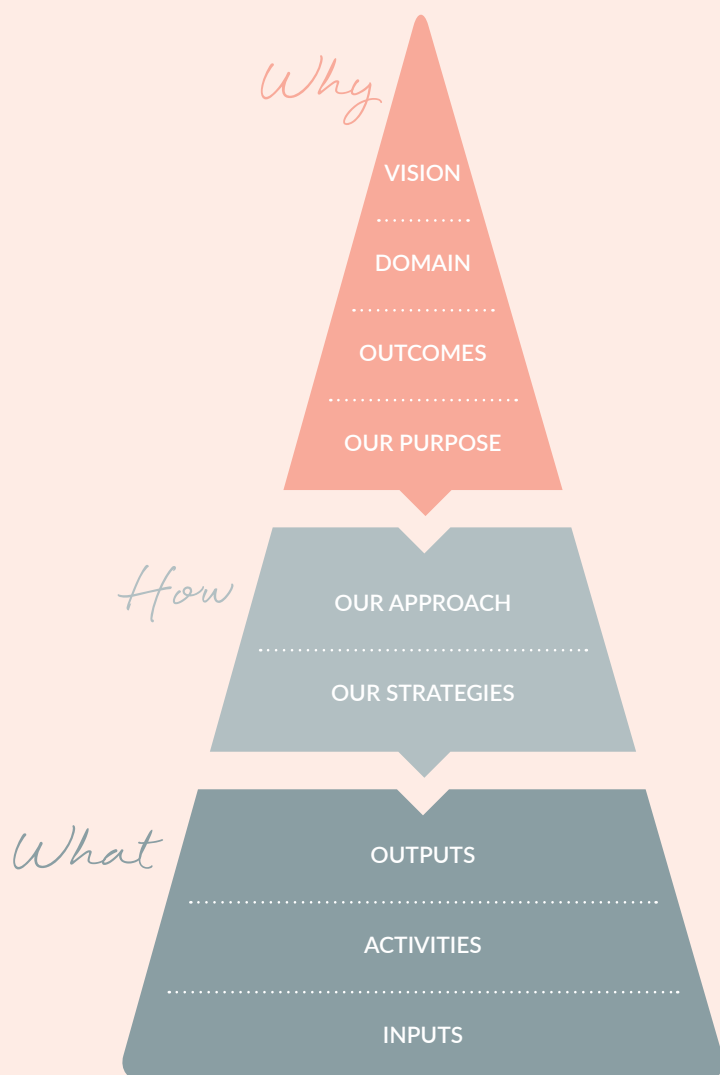 Why
VISION
DOMAIN
OUTCOMES
OUR PURPOSE
How
OUR APPROACH
OUR STRATEGIES
What
OUTPUTS
ACTIVITIES
INPUTS